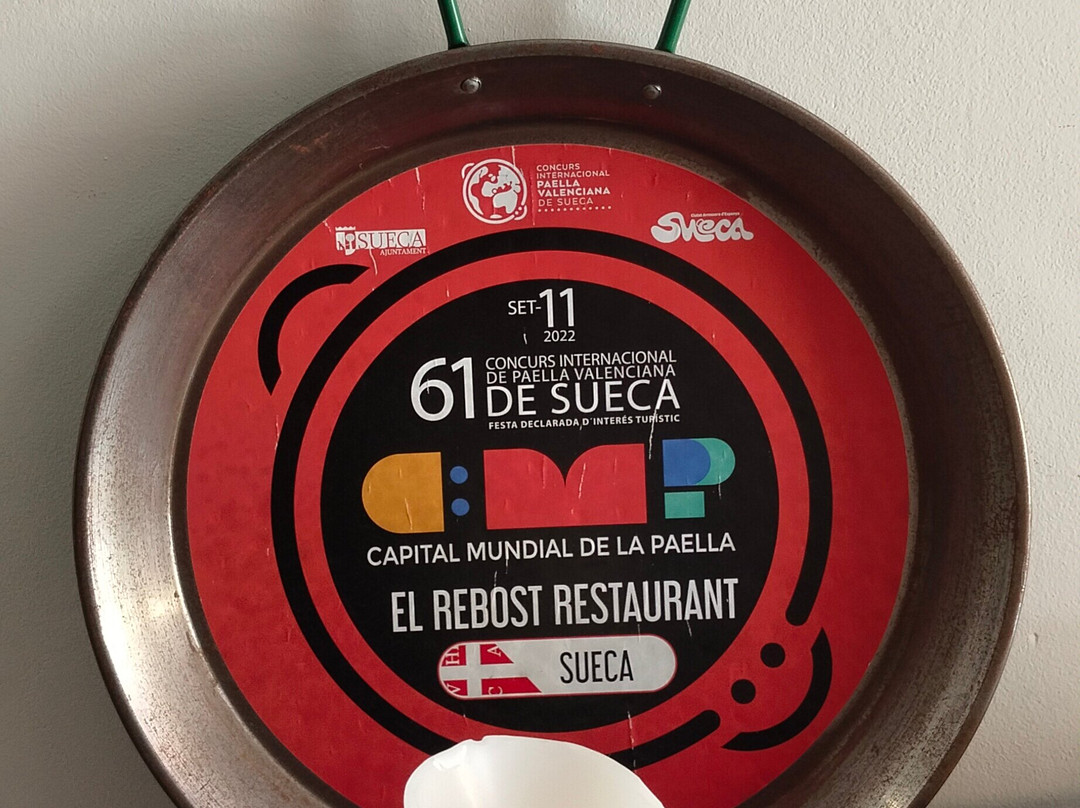 CONCURS
INTERNACIONAL
PAELLA
VALENCIANA
DE SUECA
SUECA
AJUNTAMENT
Sueca
SET-11
2022
61 CONCURS INTERNACIONAL
DE PAELLA VALENCIANA
DE SUECA
FESTA DECLARADA D'INTERÉS TURÍSTIC
CAPITAL MUNDIAL DE LA PAELLA
EL REBOST RESTAURANT
SUECA